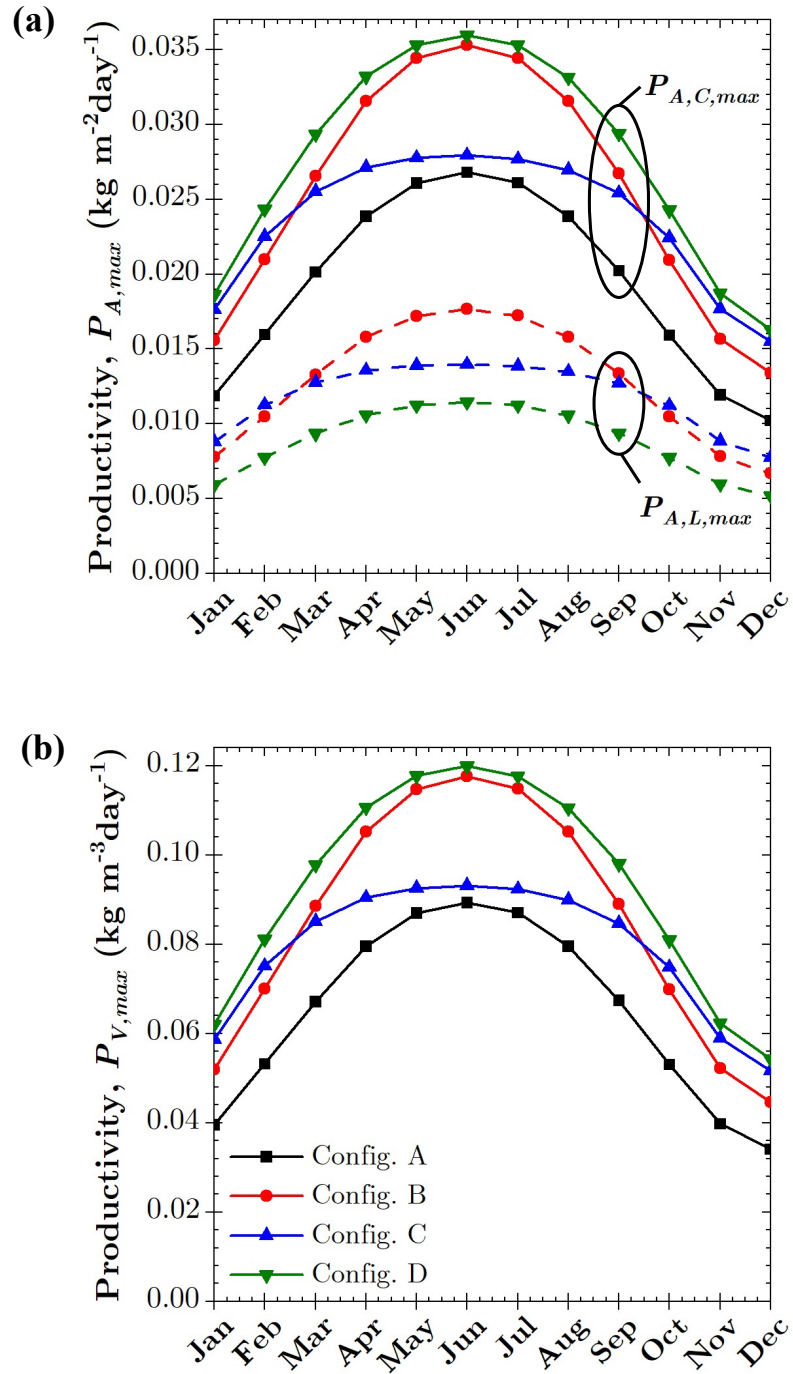 (a)
Productivity, P_{A,max} (kg m^{-2}day^{-1})
0.035
0.030
0.025
0.020
0.015
0.010
0.005
0.000
P_{A,C,max}
P_{A,L,max}
Jan Feb Mar Apr May Jun Jul Aug Sep Oct Nov Dec
(b)
Productivity, P_{V,max} (kg m^{-3}day^{-1})
0.12
0.10
0.08
0.06
0.04
0.02
0.00
Config. A
Config. B
Config. C
Config. D
Jan Feb Mar Apr May Jun Jul Aug Sep Oct Nov Dec